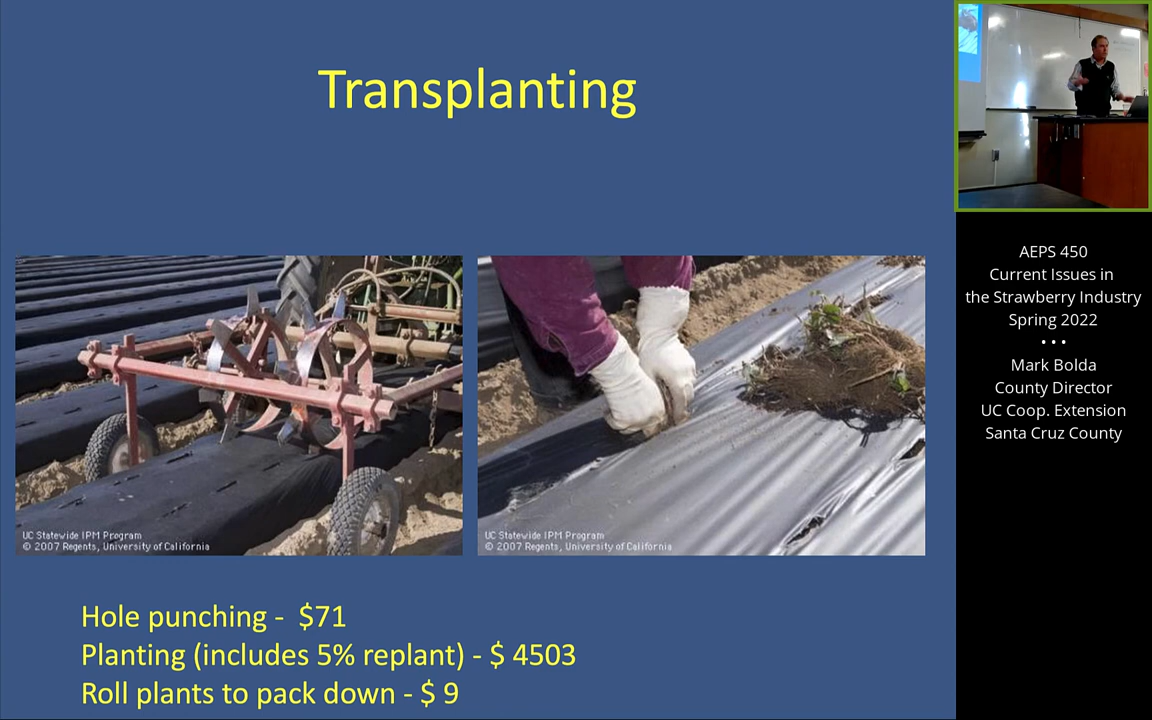 Transplanting
UC Statewide IPM Program
© 2007 Regents, University of California
UC Statewide IPM Program
© 2007 Regents, University of California
Hole punching -  $71
Planting (includes 5% replant) - $ 4503
Roll plants to pack down - $ 9
AEPS 450
Current Issues in
the Strawberry Industry
Spring 2022
• • •
Mark Bolda
County Director
UC Coop. Extension
Santa Cruz County